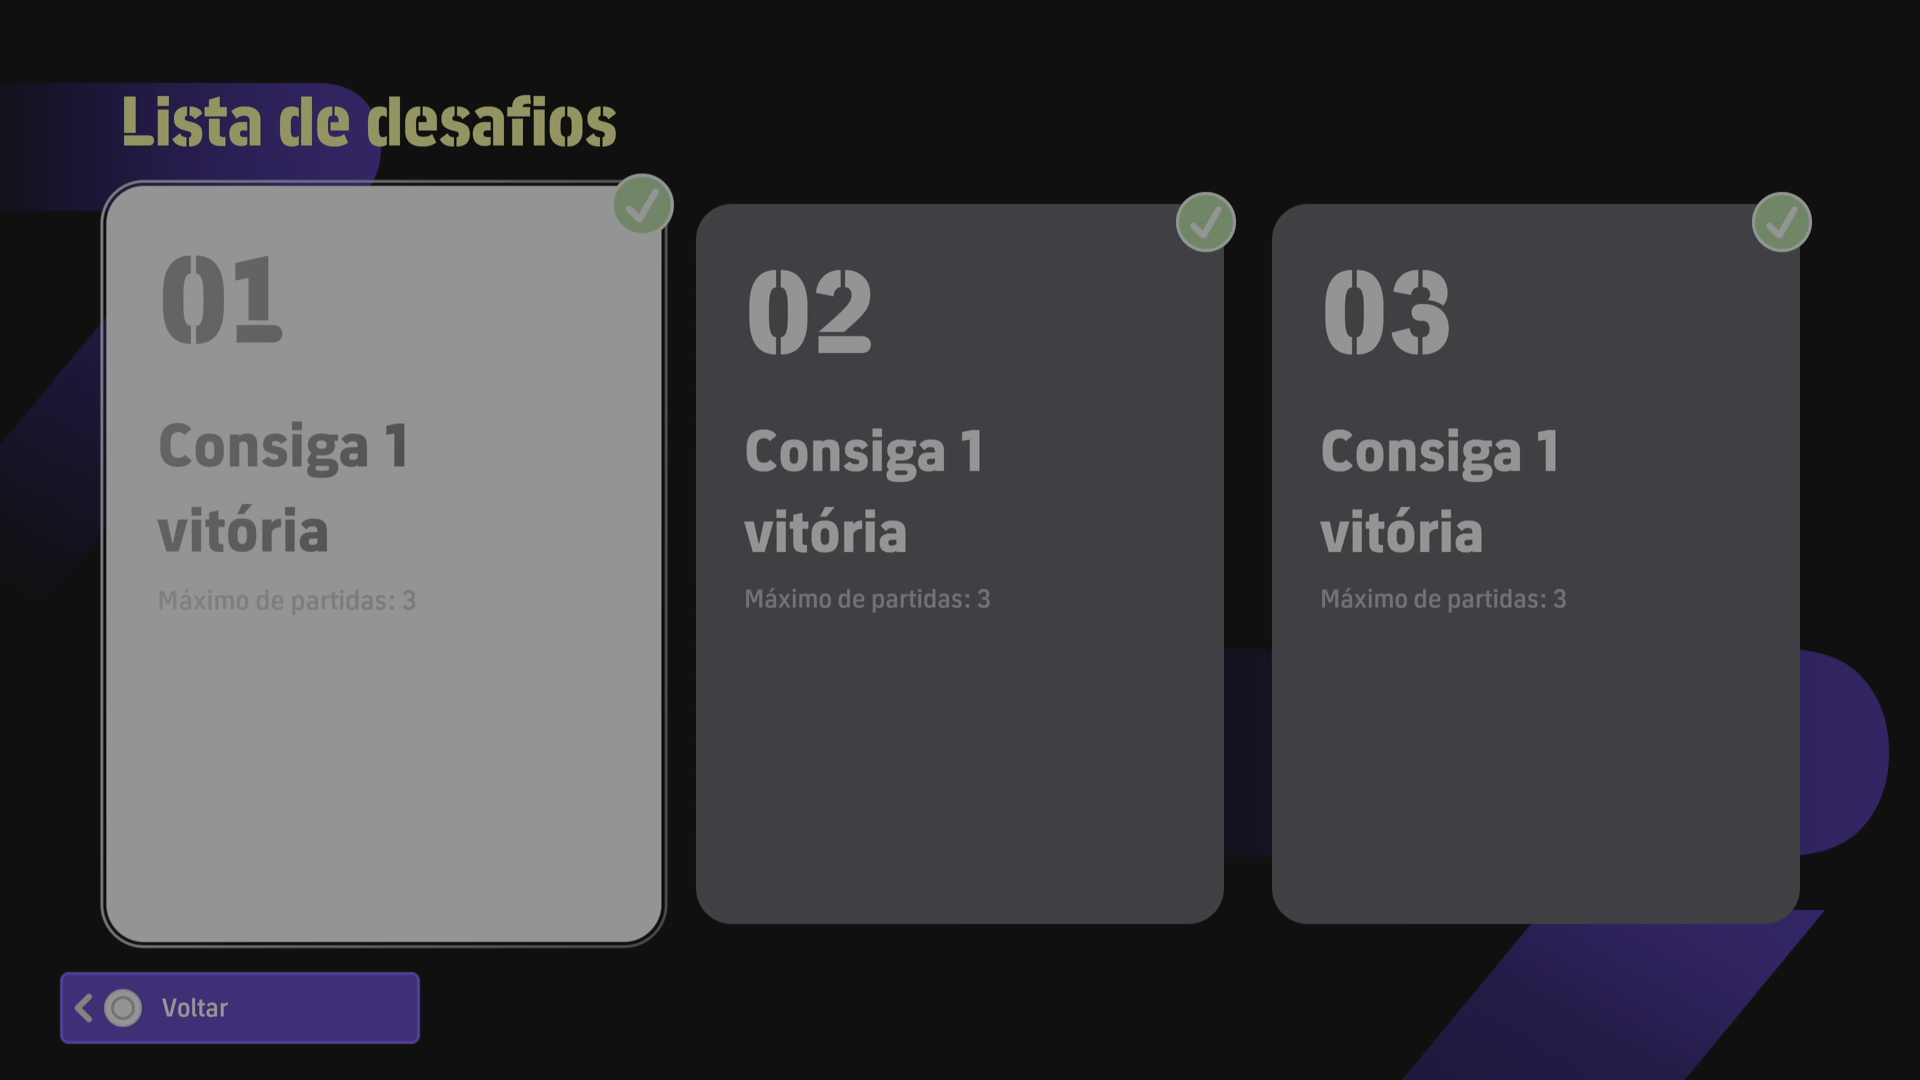 Lista de desafios
01
Consiga 1
vitória
Máximo de partidas: 3
02
Consiga 1
vitória
Máximo de partidas: 3
03
Consiga 1
vitória
Máximo de partidas: 3
Voltar